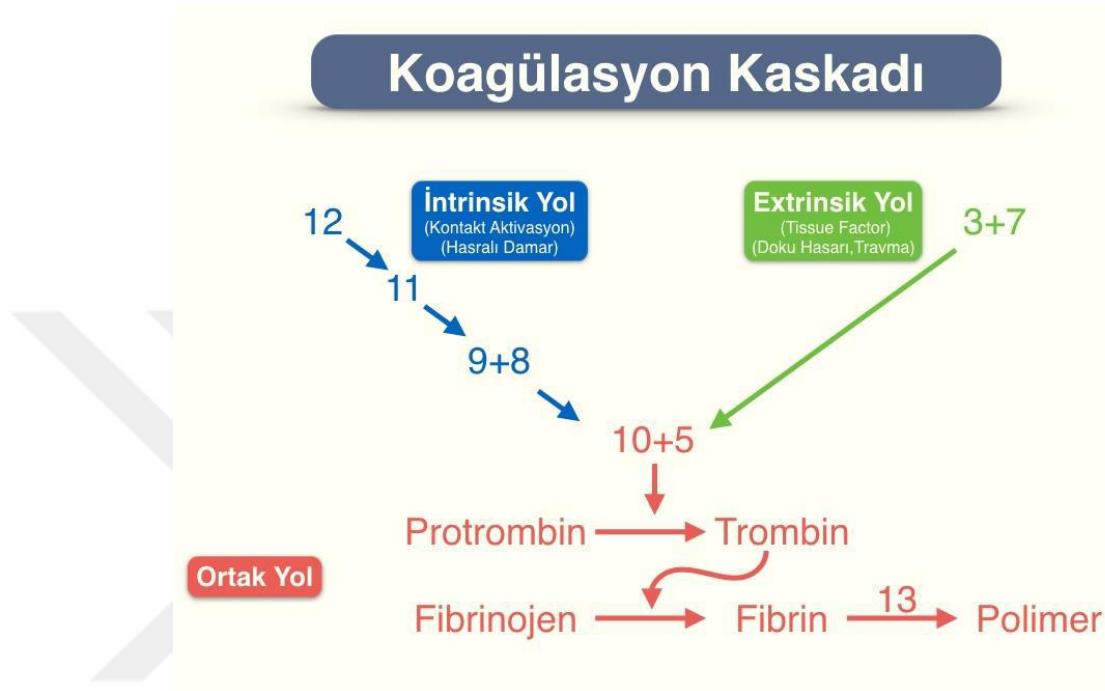 Koagülasyon Kaskadı
İntrinsik Yol
(Kontakt Aktivasyon)
(Hasralı Damar)
Extrinsik Yol
(Tissue Factor)
(Doku Hasarı,Travma)
12
3+7
11
9+8
10+5
Protrombin
Trombin
Ortak Yol
Fibrinojen
Fibrin
13
Polimer